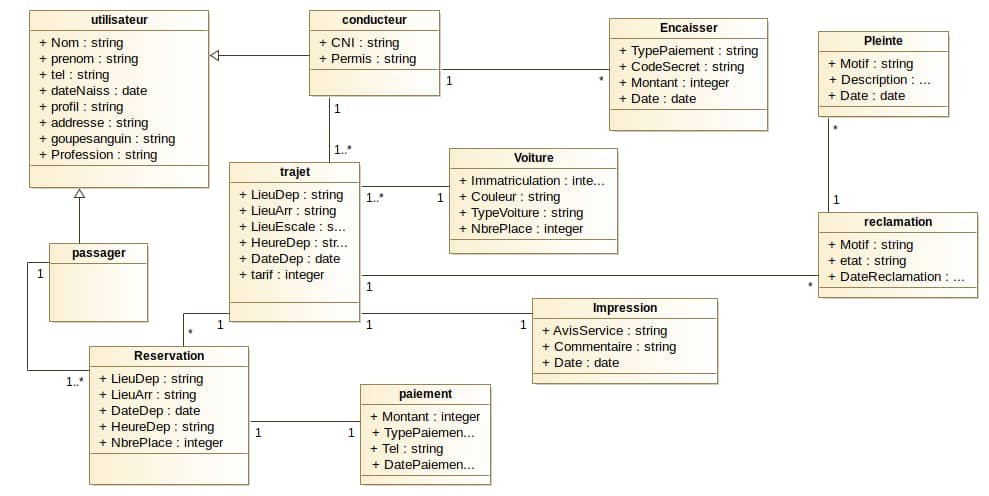 utilisateur
+ Nom : string
+ prenom : string
+ tel : string
+ dateNaiss : date
+ profil : string
+ addresse : string
+ goupesanguin : string
+ Profession : string
conducteur
+ CNI : string
+ Permis : string
1
*
Encaisser
+ TypePaiement : string
+ CodeSecret : string
+ Montant : integer
+ Date : date
Pleinte
+ Motif : string
+ Description : ...
+ Date : date
1
1..*
*
1
trajet
+ LieuDep : string
+ LieuArr : string
+ LieuEscale : s...
+ HeureDep : str...
+ DateDep : date
+ tarif : integer
1..*
1
Voiture
+ Immatriculation : inte...
+ Couleur : string
+ TypeVoiture : string
+ NbrePlace : integer
reclamation
+ Motif : string
+ etat : string
+ DateReclamation : ...
passager
1
1..*
1
*
1
*
1
1
Impression
+ AvisService : string
+ Commentaire : string
+ Date : date
Reservation
+ LieuDep : string
+ LieuArr : string
+ DateDep : date
+ HeureDep : string
+ NbrePlace : integer
1
1
paiement
+ Montant : integer
+ TypePaiemen...
+ Tel : string
+ DatePaiemen...